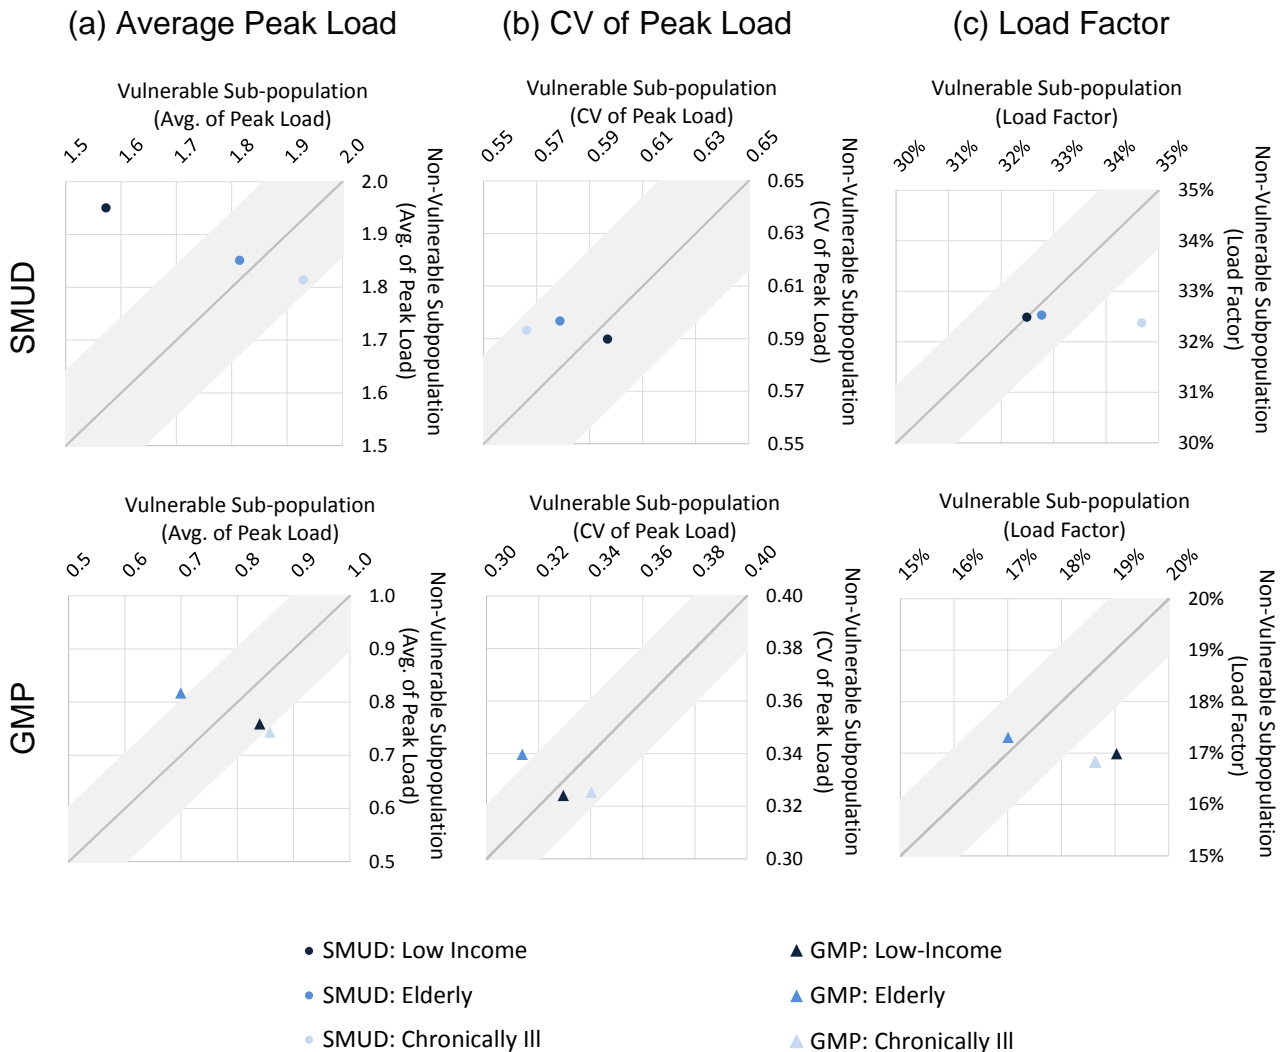 (a) Average Peak Load
(b) CV of Peak Load
(c) Load Factor
SMUD
Vulnerable Sub-population
(Avg. of Peak Load)
1.5 1.6 1.7 1.8 1.9 2.0
2.0
1.9
1.8
1.7
1.6
1.5
Non-Vulnerable Subpopulation
(Avg. of Peak Load)
Vulnerable Sub-population
(CV of Peak Load)
0.55 0.57 0.59 0.61 0.63 0.65
0.65
0.63
0.61
0.59
0.57
0.55
Non-Vulnerable Subpopulation
(CV of Peak Load)
Vulnerable Sub-population
(Load Factor)
30% 31% 32% 33% 34% 35%
35%
34%
33%
32%
31%
30%
Non-Vulnerable Subpopulation
(Load Factor)
GMP
Vulnerable Sub-population
(Avg. of Peak Load)
0.5 0.6 0.7 0.8 0.9 1.0
1.0
0.9
0.8
0.7
0.6
0.5
Non-Vulnerable Subpopulation
(Avg. of Peak Load)
Vulnerable Sub-population
(CV of Peak Load)
0.30 0.32 0.34 0.36 0.38 0.40
0.40
0.38
0.36
0.34
0.32
0.30
Non-Vulnerable Subpopulation
(CV of Peak Load)
Vulnerable Sub-population
(Load Factor)
15% 16% 17% 18% 19% 20%
20%
19%
18%
17%
16%
15%
Non-Vulnerable Subpopulation
(Load Factor)
SMUD: Low Income
SMUD: Elderly
SMUD: Chronically Ill
GMP: Low-Income
GMP: Elderly
GMP: Chronically Ill